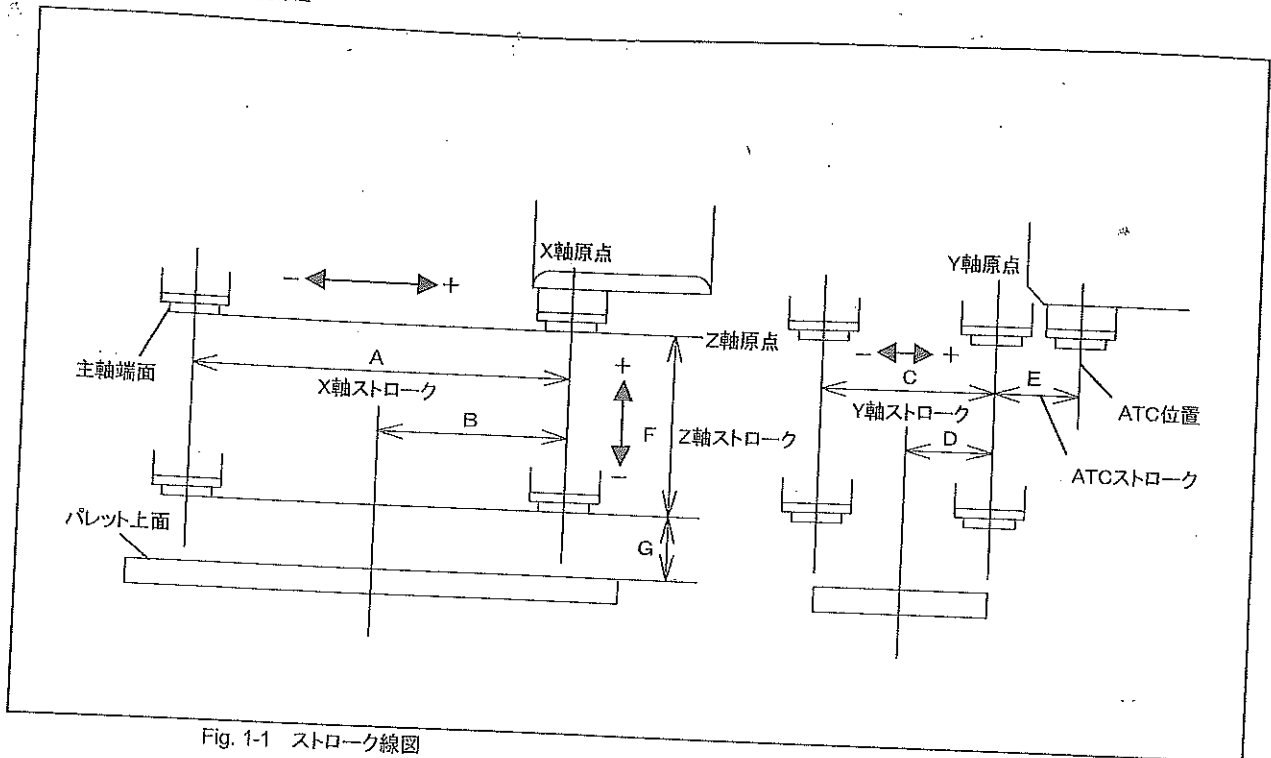 X軸原点
Y軸原点
- +
Z軸原点
主軸端面
A
X軸ストローク
+
- +
C
E
Y軸ストローク
ATC位置
B
F
Z軸ストローク
D
-
ATCストローク
パレット上面
G
Fig. 1-1 ストローク線図